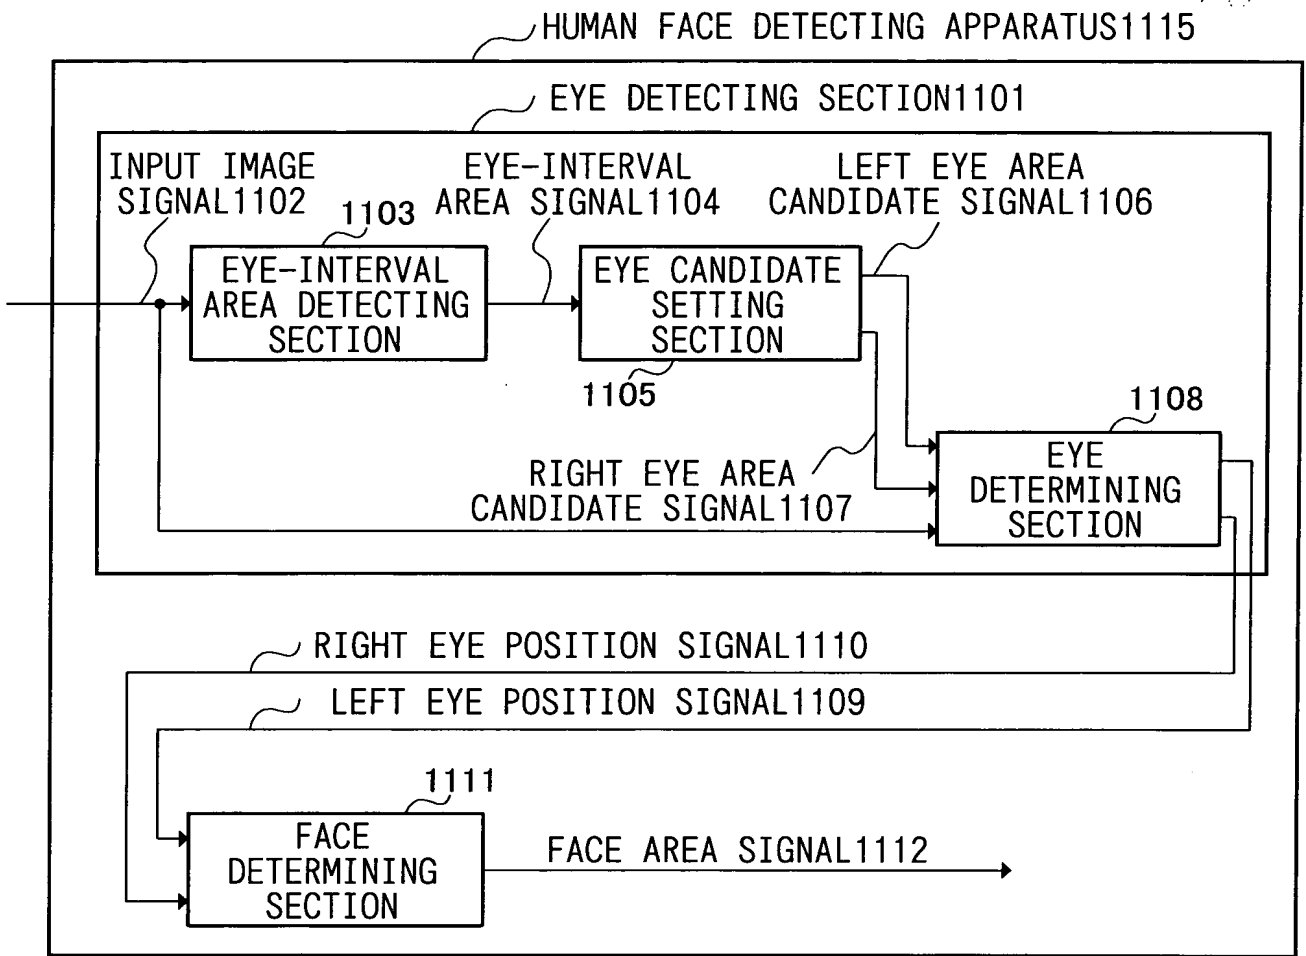 HUMAN FACE DETECTING APPARATUS1115
EYE DETECTING SECTION1101
INPUT IMAGE
SIGNAL1102
EYE-INTERVAL
AREA SIGNAL1104
LEFT EYE AREA
CANDIDATE SIGNAL1106
1103
EYE-INTERVAL
AREA DETECTING
SECTION
EYE CANDIDATE
SETTING
SECTION
1105
1108
EYE
DETERMINING
SECTION
RIGHT EYE AREA
CANDIDATE SIGNAL1107
RIGHT EYE POSITION SIGNAL1110
LEFT EYE POSITION SIGNAL1109
1111
FACE
DETERMINING
SECTION
FACE AREA SIGNAL1112